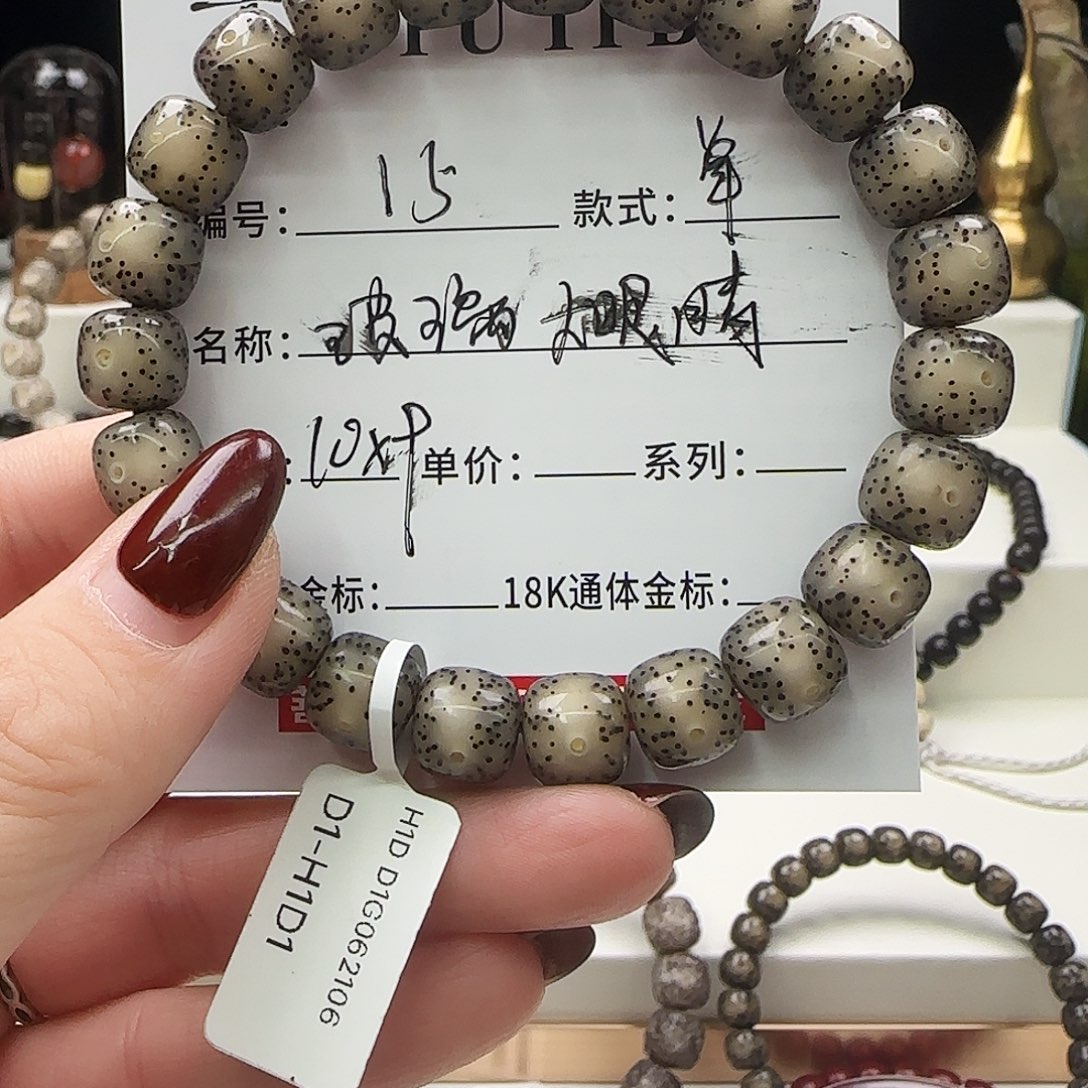 编号: 15 款式: 单
名称: 玻璃大眼睛
: 10x9 单价: 系列:
金标: 18K通体金标:
H1D D1G062106
D1-H1D1